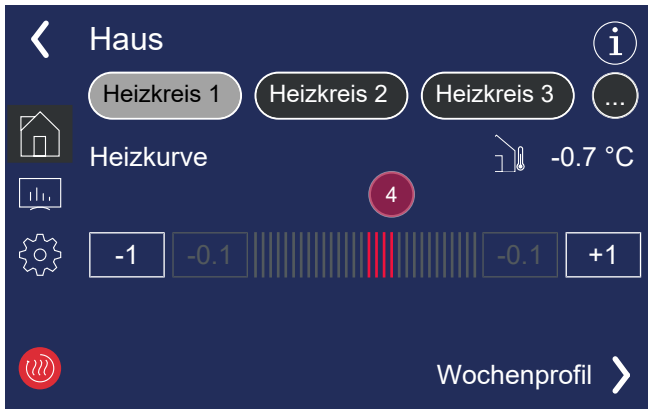 Haus
i
Heizkreis 1 Heizkreis 2 Heizkreis 3 ...
Heizkurve -0.7 °C
4
-1 -0.1 -0.1 +1
Wochenprofil